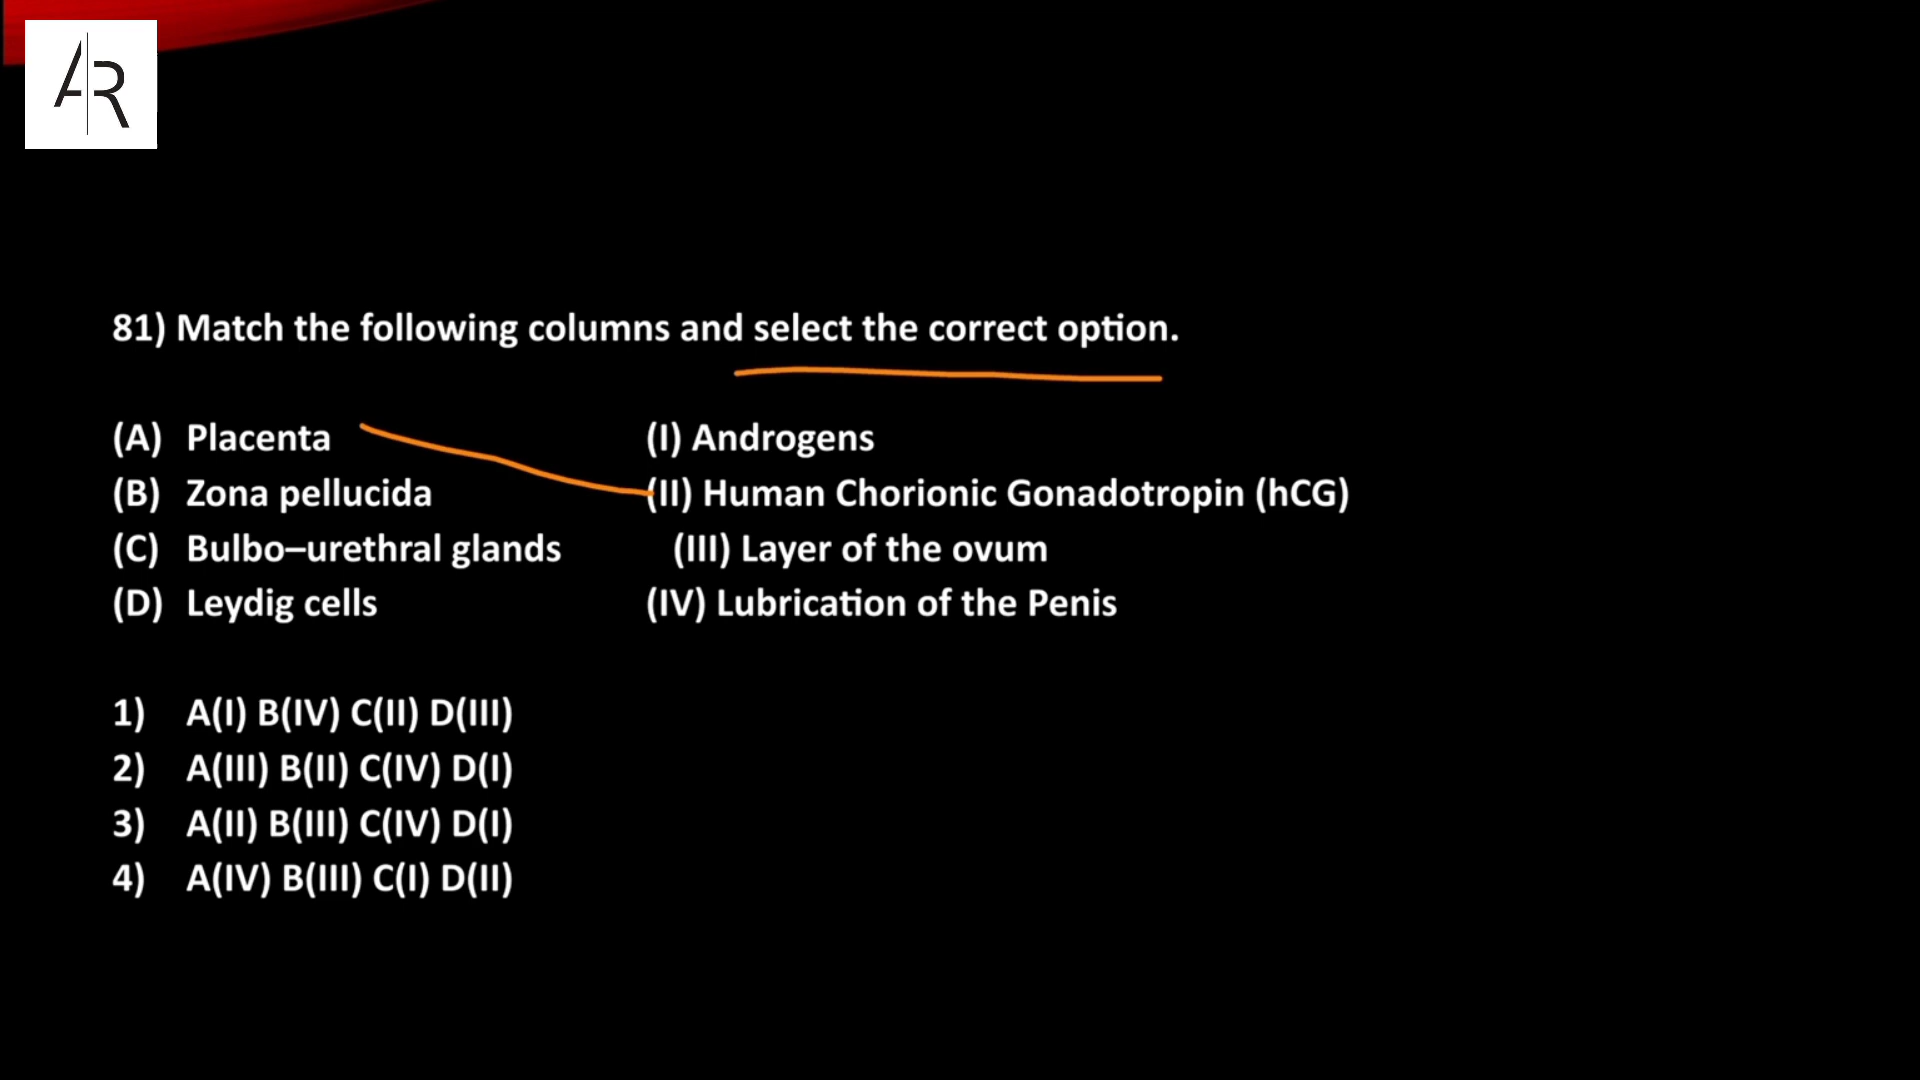 AR
81) Match the following columns and select the correct option.
(A) Placenta (I) Androgens
(B) Zona pellucida (II) Human Chorionic Gonadotropin (hCG)
(C) Bulbo–urethral glands (III) Layer of the ovum
(D) Leydig cells (IV) Lubrication of the Penis
1) A(I) B(IV) C(II) D(III)
2) A(III) B(II) C(IV) D(I)
3) A(II) B(III) C(IV) D(I)
4) A(IV) B(III) C(I) D(II)